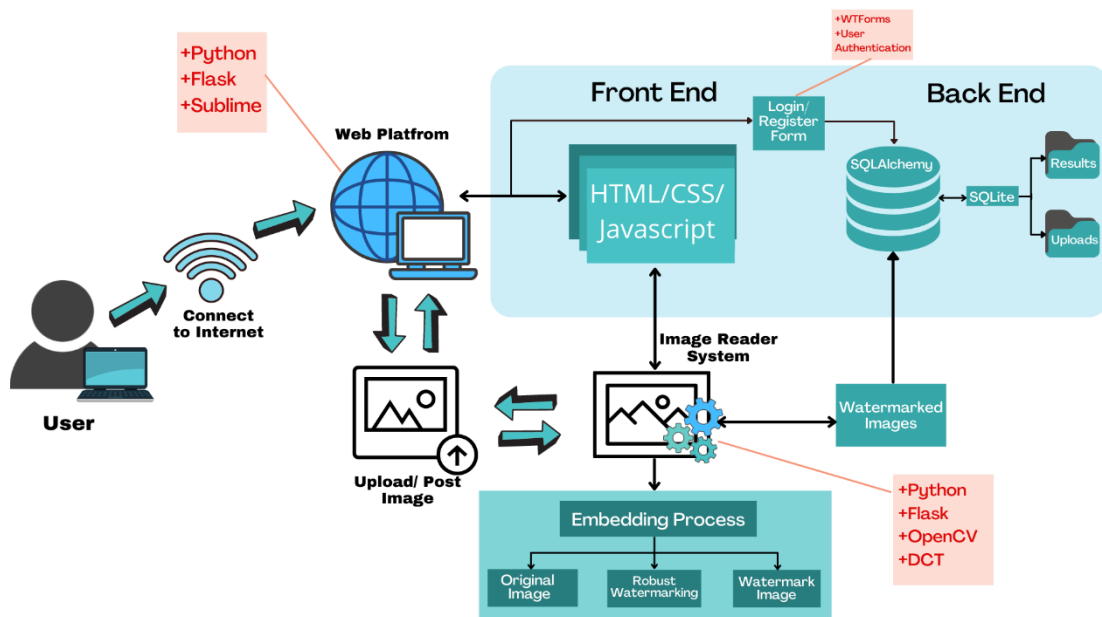 +Python
+Flask
+Sublime
+WTForms
+User
Authentication
Front End
Back End
Login/
Register
Form
Web Platfrom
SQLAlchemy
Results
HTML/CSS/
Javascript
SQLite
Uploads
Connect
to Internet
Image Reader
System
User
Watermarked
Images
Upload/ Post
Image
+Python
+Flask
+OpenCV
+DCT
Embedding Process
Original
Image
Robust
Watermarking
Watermark
Image